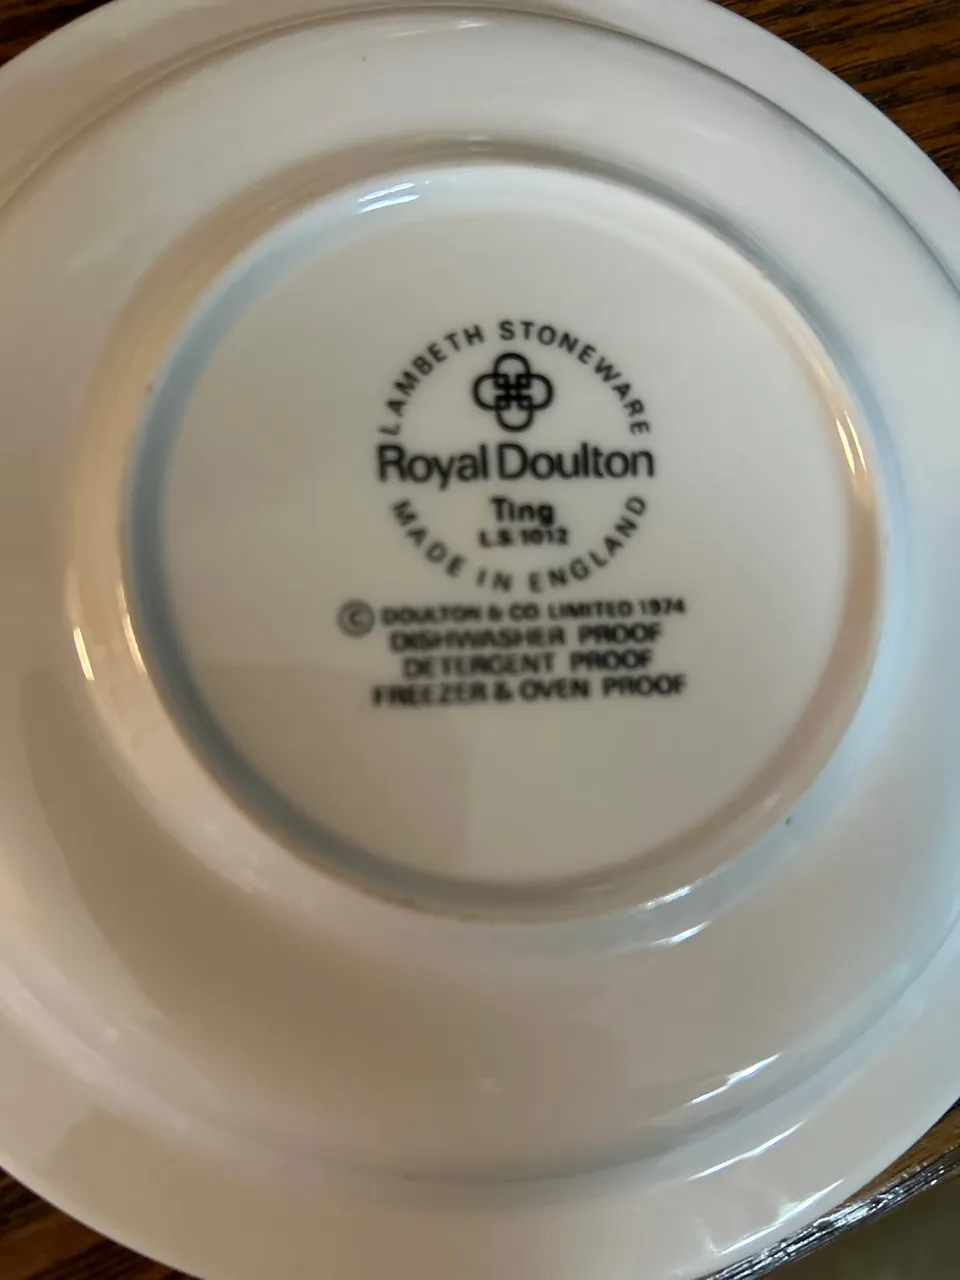 LAMBETH STONEWARE
Royal Doulton
Ting
L.S. 1012
MADE IN ENGLAND
© DOULTON & CO. LIMITED 1974
DISHWASHER PROOF
DETERGENT PROOF
FREEZER & OVEN PROOF